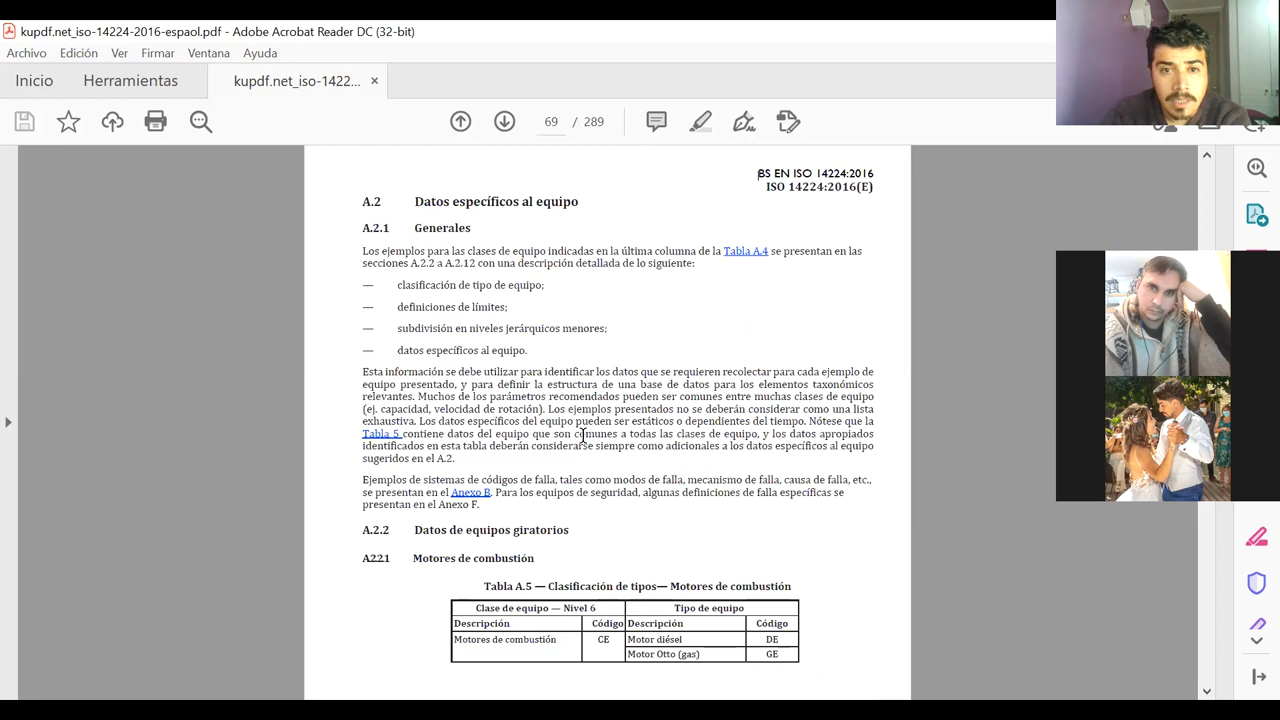 kupdf.net_iso-14224-2016-espaol.pdf - Adobe Acrobat Reader DC (32-bit)
Archivo Edición Ver Firmar Ventana Ayuda
Inicio Herramientas kupdf.net_iso-1422... ×
69 / 289
BS EN ISO 14224:2016
ISO 14224:2016(E)
A.2 Datos específicos al equipo
A.2.1 Generales
Los ejemplos para las clases de equipo indicadas en la última columna de la Tabla A.4 se presentan en las
secciones A.2.2 a A.2.12 con una descripción detallada de lo siguiente:
— clasificación de tipo de equipo;
— definiciones de límites;
— subdivisión en niveles jerárquicos menores;
— datos específicos al equipo.
Esta información se debe utilizar para identificar los datos que se requieren recolectar para cada ejemplo de
equipo presentado, y para definir la estructura de una base de datos para los elementos taxonómicos
relevantes. Muchos de los parámetros recomendados pueden ser comunes entre muchas clases de equipo
(ej. capacidad, velocidad de rotación). Los ejemplos presentados no se deberán considerar como una lista
exhaustiva. Los datos específicos del equipo pueden ser estáticos o dependientes del tiempo. Nótese que la
Tabla 5 contiene datos del equipo que son comunes a todas las clases de equipo, y los datos apropiados
identificados en esta tabla deberán considerarse siempre como adicionales a los datos específicos al equipo
sugeridos en el A.2.
Ejemplos de sistemas de códigos de falla, tales como modos de falla, mecanismo de falla, causa de falla, etc.,
se presentan en el Anexo B. Para los equipos de seguridad, algunas definiciones de falla específicas se
presentan en el Anexo F.
A.2.2 Datos de equipos giratorios
A.2.2.1 Motores de combustión
Tabla A.5 — Clasificación de tipos— Motores de combustión
Clase de equipo — Nivel 6 Tipo de equipo
Descripción Código Descripción Código
Motores de combustión CE Motor diésel DE
Motor Otto (gas) GE